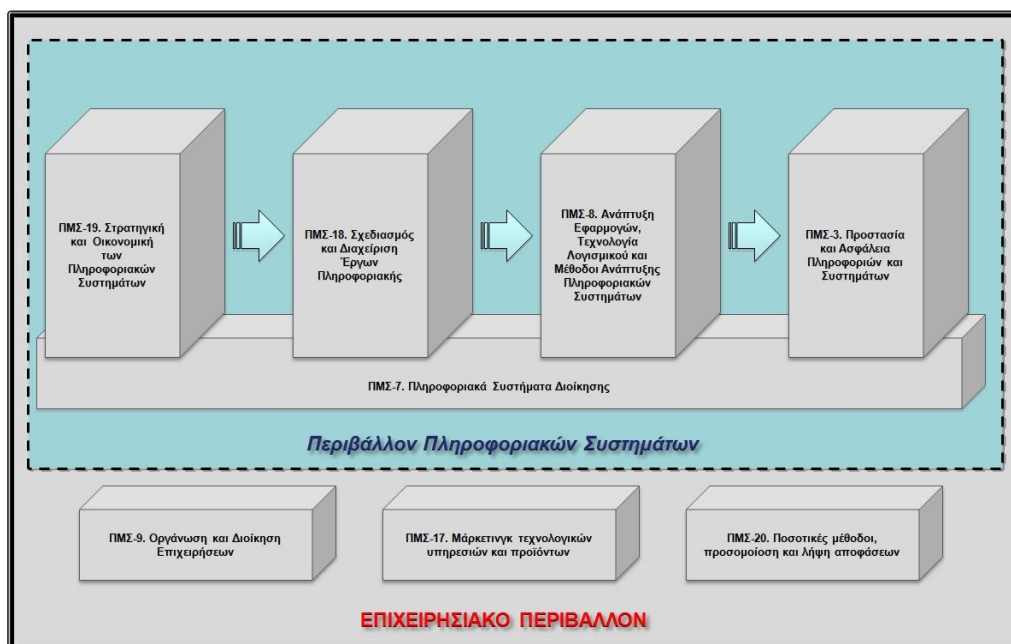 ΠΜΣ-19. Στρατηγική
και Οικονομική
των
Πληροφοριακών
Συστημάτων
ΠΜΣ-18. Σχεδιασμός
και Διαχείριση
Έργων
Πληροφορικής
ΠΜΣ-8. Ανάπτυξη
Εφαρμογών,
Τεχνολογία
Λογισμικού και
Μέθοδοι Ανάπτυξης
Πληροφοριακών
Συστημάτων
ΠΜΣ-3. Προστασία
και Ασφάλεια
Πληροφοριών και
Συστημάτων
ΠΜΣ-7. Πληροφοριακά Συστήματα Διοίκησης
Περιβάλλον Πληροφοριακών Συστημάτων
ΠΜΣ-9. Οργάνωση και Διοίκηση
Επιχειρήσεων
ΠΜΣ-17. Μάρκετινγκ τεχνολογικών
υπηρεσιών και προϊόντων
ΠΜΣ-20. Ποσοτικές μέθοδοι,
προσομοίοση και λήψη αποφάσεων
ΕΠΙΧΕΙΡΗΣΙΑΚΟ ΠΕΡΙΒΑΛΛΟΝ